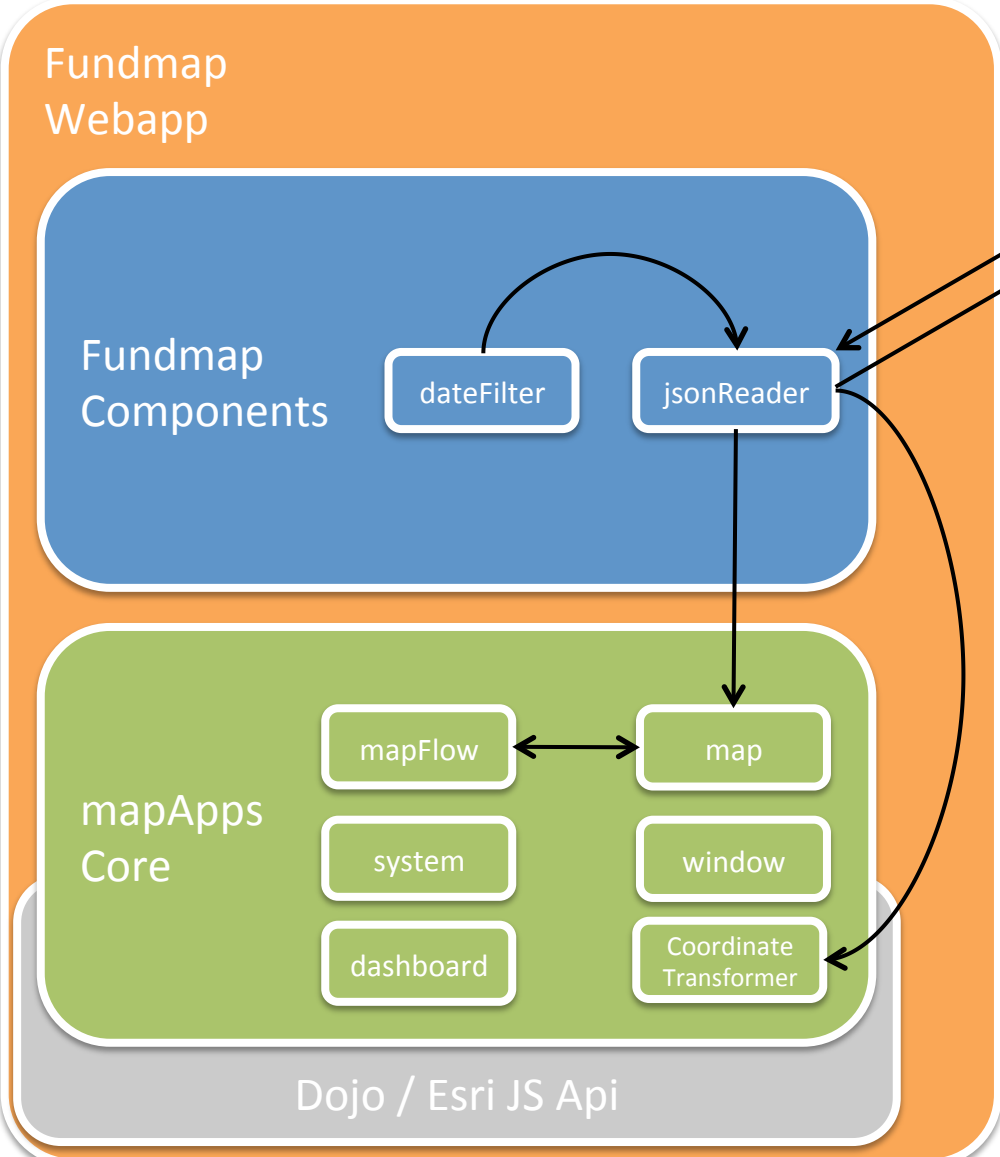 Fundmap
Webapp
Fundmap
Components
dateFilter
jsonReader
mapApps
Core
mapFlow
map
system
window
dashboard
Coordinate
Transformer
Dojo / Esri JS Api